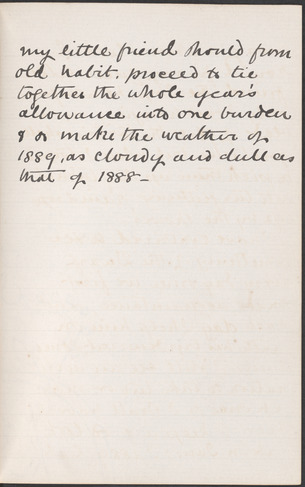 my little friend should from
old habit, proceed to tie
together the whole year's
allowance into one burden
& so make the weather of
1889, as cloudy and dull as
that of 1888-